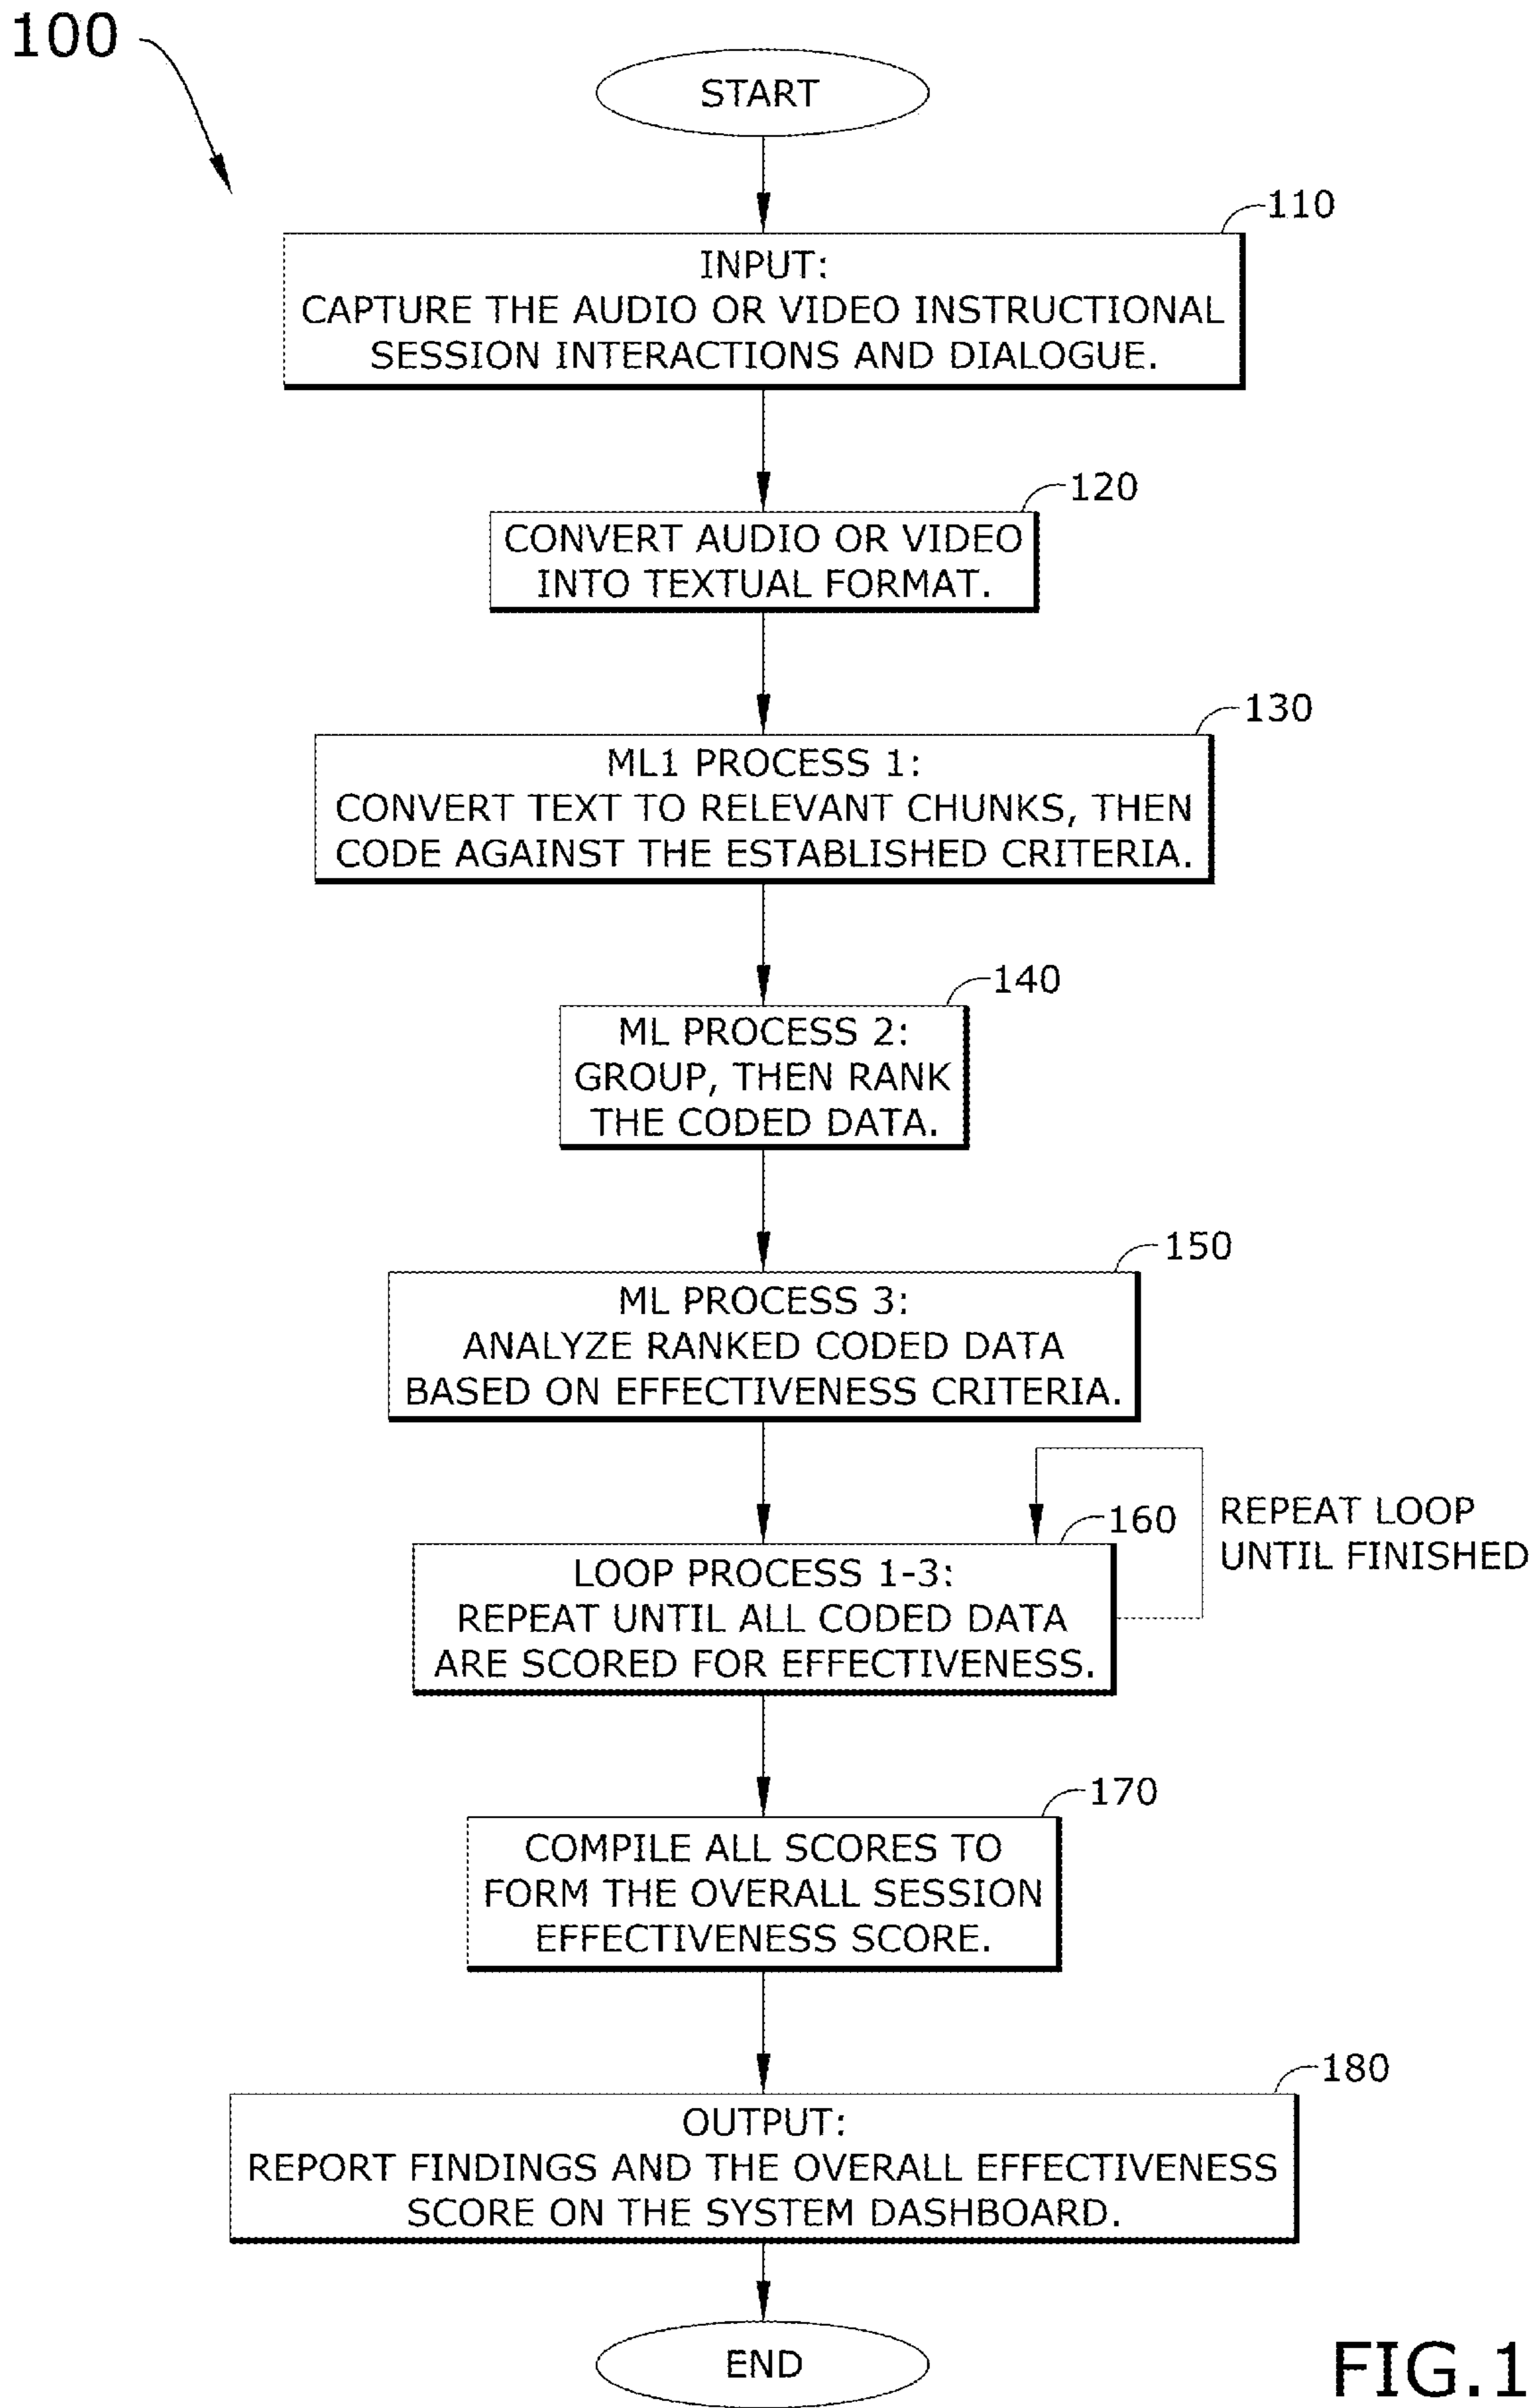 100
START
110
INPUT:
CAPTURE THE AUDIO OR VIDEO INSTRUCTIONAL
SESSION INTERACTIONS AND DIALOGUE.
120
CONVERT AUDIO OR VIDEO
INTO TEXTUAL FORMAT.
130
ML1 PROCESS 1:
CONVERT TEXT TO RELEVANT CHUNKS, THEN
CODE AGAINST THE ESTABLISHED CRITERIA.
140
ML PROCESS 2:
GROUP, THEN RANK
THE CODED DATA.
150
ML PROCESS 3:
ANALYZE RANKED CODED DATA
BASED ON EFFECTIVENESS CRITERIA.
160
REPEAT LOOP
UNTIL FINISHED
LOOP PROCESS 1-3:
REPEAT UNTIL ALL CODED DATA
ARE SCORED FOR EFFECTIVENESS.
170
COMPILE ALL SCORES TO
FORM THE OVERALL SESSION
EFFECTIVENESS SCORE.
180
OUTPUT:
REPORT FINDINGS AND THE OVERALL EFFECTIVENESS
SCORE ON THE SYSTEM DASHBOARD.
END
FIG.1